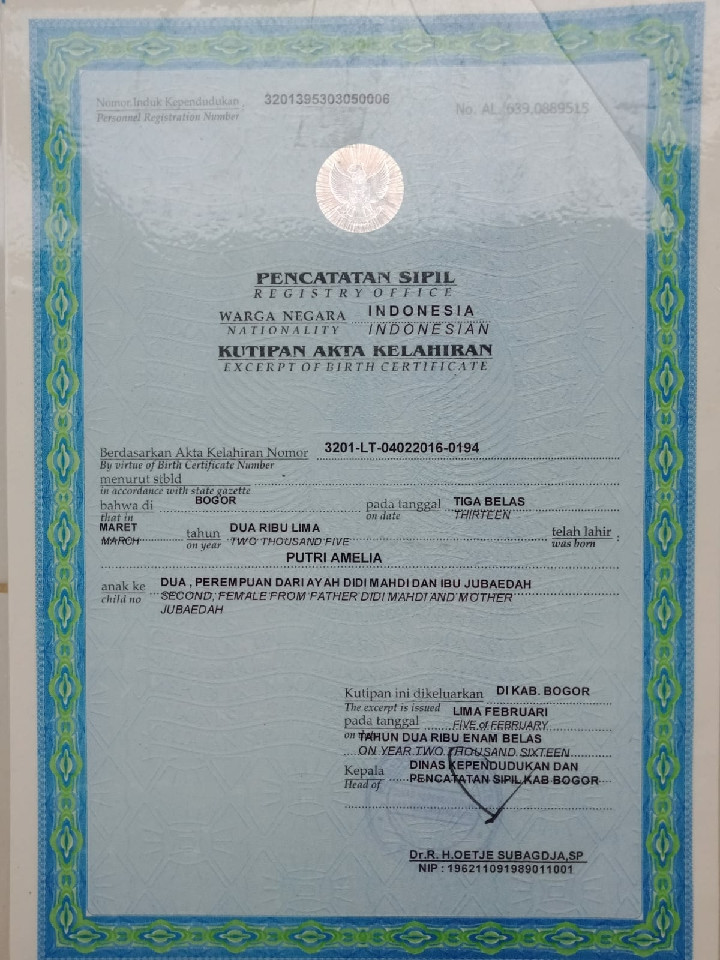 Nomor Induk Kependudukan 3201395303050006
Personnel Registration Number
No. AL 639.0889515
PENCATATAN SIPIL
REGISTRY OFFICE
WARGA NEGARA INDONESIA
NATIONALITY INDONESIAN
KUTIPAN AKTA KELAHIRAN
EXCERPT OF BIRTH CERTIFICATE
Berdasarkan Akta Kelahiran Nomor 3201-LT-04022016-0194
By virtue of Birth Certificate Number
menurut stbld
in accordance with state gazette
bahwa di BOGOR pada tanggal TIGA BELAS
that in on date THIRTEEN
MARET tahun DUA RIBU LIMA telah lahir :
MARCH on year TWO THOUSAND FIVE was born
PUTRI AMELIA
anak ke DUA , PEREMPUAN DARI AYAH DIDI MAHDI DAN IBU JUBAEDAH
child no SECOND, FEMALE FROM FATHER DIDI MAHDI AND MOTHER
JUBAEDAH
Kutipan ini dikeluarkan DI KAB. BOGOR
The excerpt is issued LIMA FEBRUARI
pada tanggal FIVE of FEBRUARY
TAHUN DUA RIBU ENAM BELAS
ON YEAR TWO THOUSAND SIXTEEN
Kepala DINAS KEPENDUDUKAN DAN
Head of PENCATATAN SIPIL KAB BOGOR
Dr.R. H.OETJE SUBAGDJA,SP
NIP : 196211091989011001